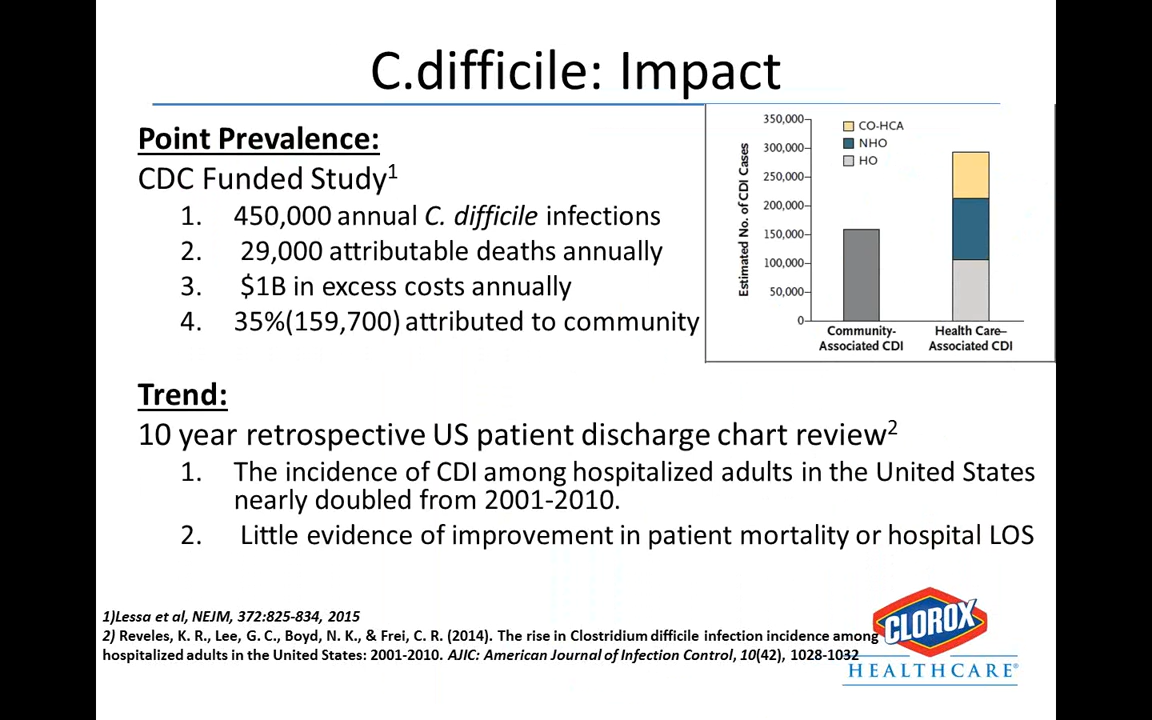 C.difficile: Impact
Point Prevalence:
CDC Funded Study1
1. 450,000 annual C. difficile infections
2. 29,000 attributable deaths annually
3. $1B in excess costs annually
4. 35%(159,700) attributed to community
350,000
300,000
250,000
200,000
150,000
100,000
50,000
0
Estimated No. of CDI Cases
CO-HCA
NHO
HO
Community-
Associated CDI
Health Care–
Associated CDI
Trend:
10 year retrospective US patient discharge chart review2
1. The incidence of CDI among hospitalized adults in the United States
nearly doubled from 2001-2010.
2. Little evidence of improvement in patient mortality or hospital LOS
1)Lessa et al, NEJM, 372:825-834, 2015
2) Reveles, K. R., Lee, G. C., Boyd, N. K., & Frei, C. R. (2014). The rise in Clostridium difficile infection incidence among
hospitalized adults in the United States: 2001-2010. AJIC: American Journal of Infection Control, 10(42), 1028-1032
CLOROX
HEALTHCARE®